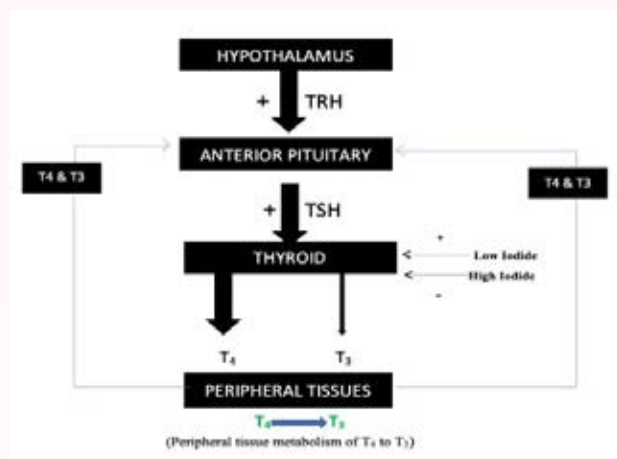 HYPOTHALAMUS
+ TRH
ANTERIOR PITUITARY
T4 & T3
T4 & T3
+ TSH
THYROID
+
Low Iodide
High Iodide
-
T₄ T₃
PERIPHERAL TISSUES
T₄ T₃
(Peripheral tissue metabolism of T₄ to T₃)